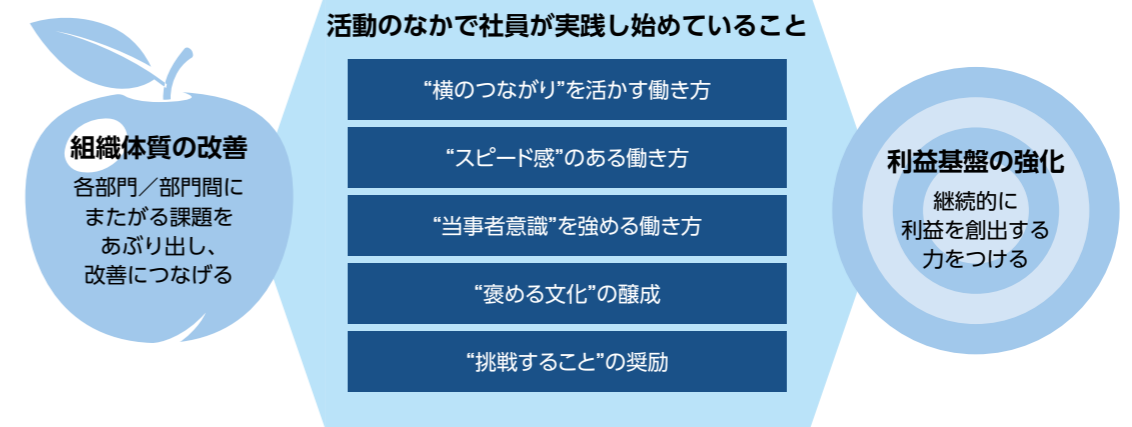 活動のなかで社員が実践し始めていること
組織体質の改善
各部門／部門間に
またがる課題を
あぶり出し、
改善につなげる
“横のつながり”を活かす働き方
“スピード感”のある働き方
“当事者意識”を強める働き方
“褒める文化”の醸成
“挑戦すること”の奨励
利益基盤の強化
継続的に
利益を創出する
力をつける